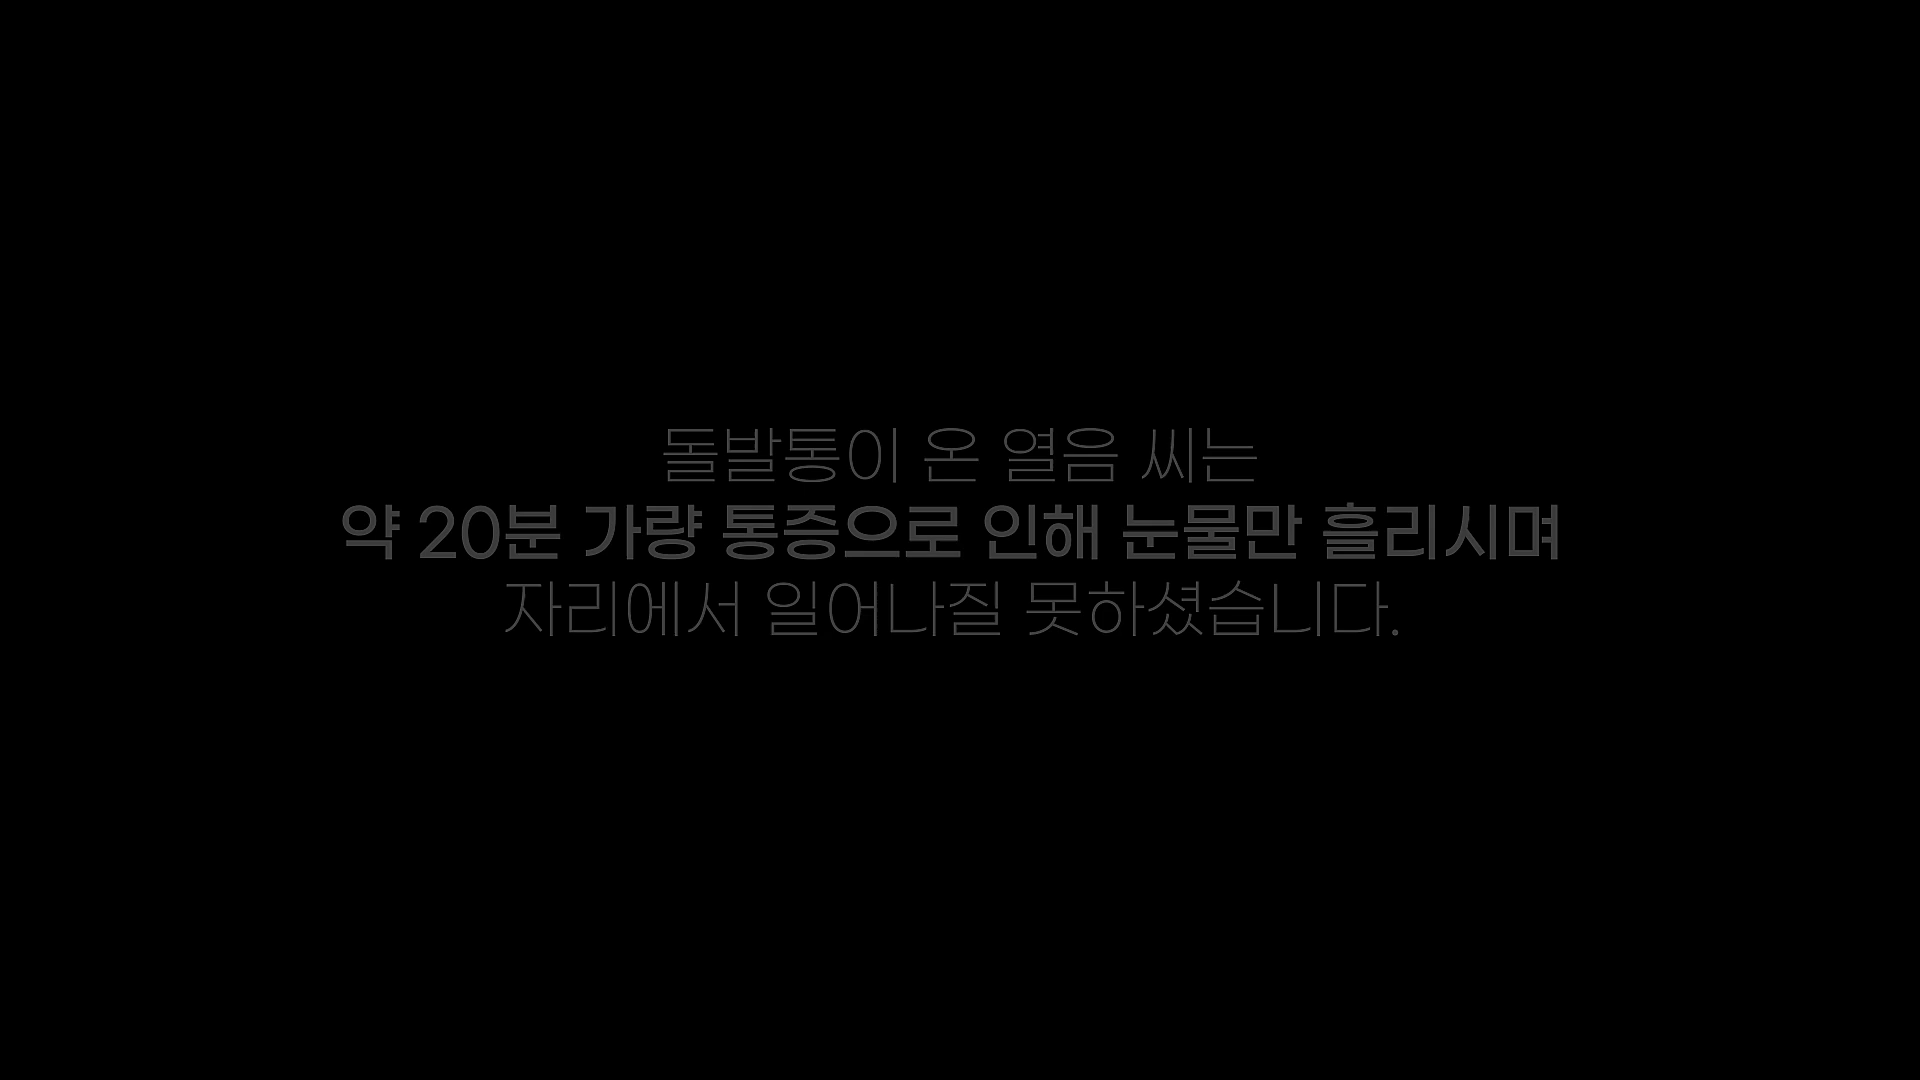 돌발통이 온 열음 씨는
약 20분 가량 통증으로 인해 눈물만 흘리시며
자리에서 일어나질 못하셨습니다.